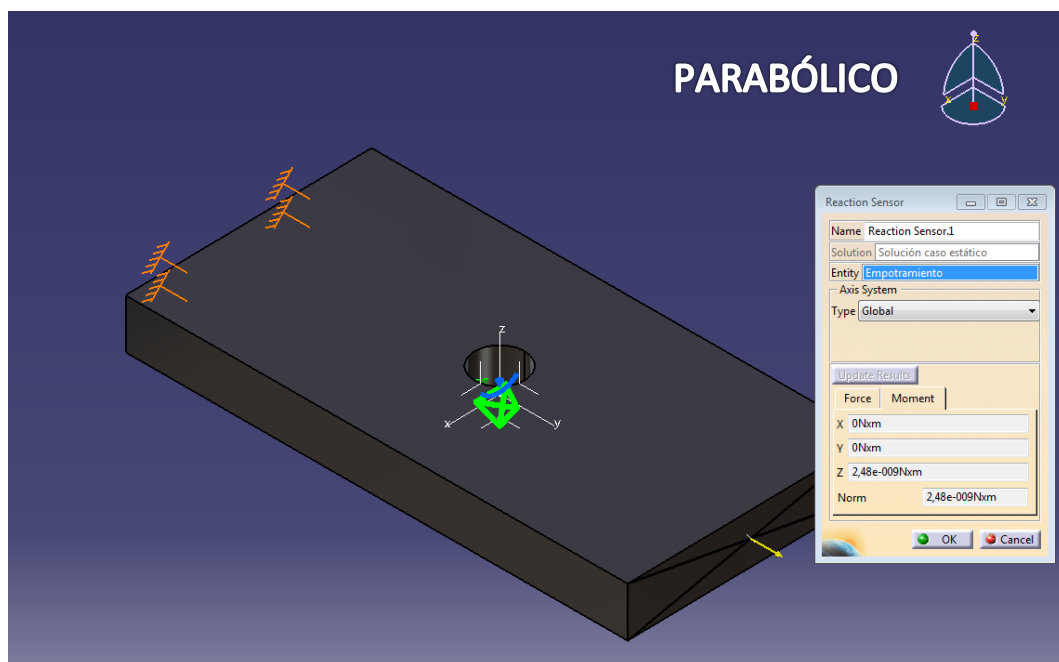 PARABÓLICO
z
x
y
Reaction Sensor
Name Reaction Sensor.1
Solution Solución caso estático
Entity Empotramiento
Axis System
Type Global
Update Results
Force Moment
X 0Nxm
Y 0Nxm
Z 2,48e-009Nxm
Norm 2,48e-009Nxm
OK Cancel
z
x
y